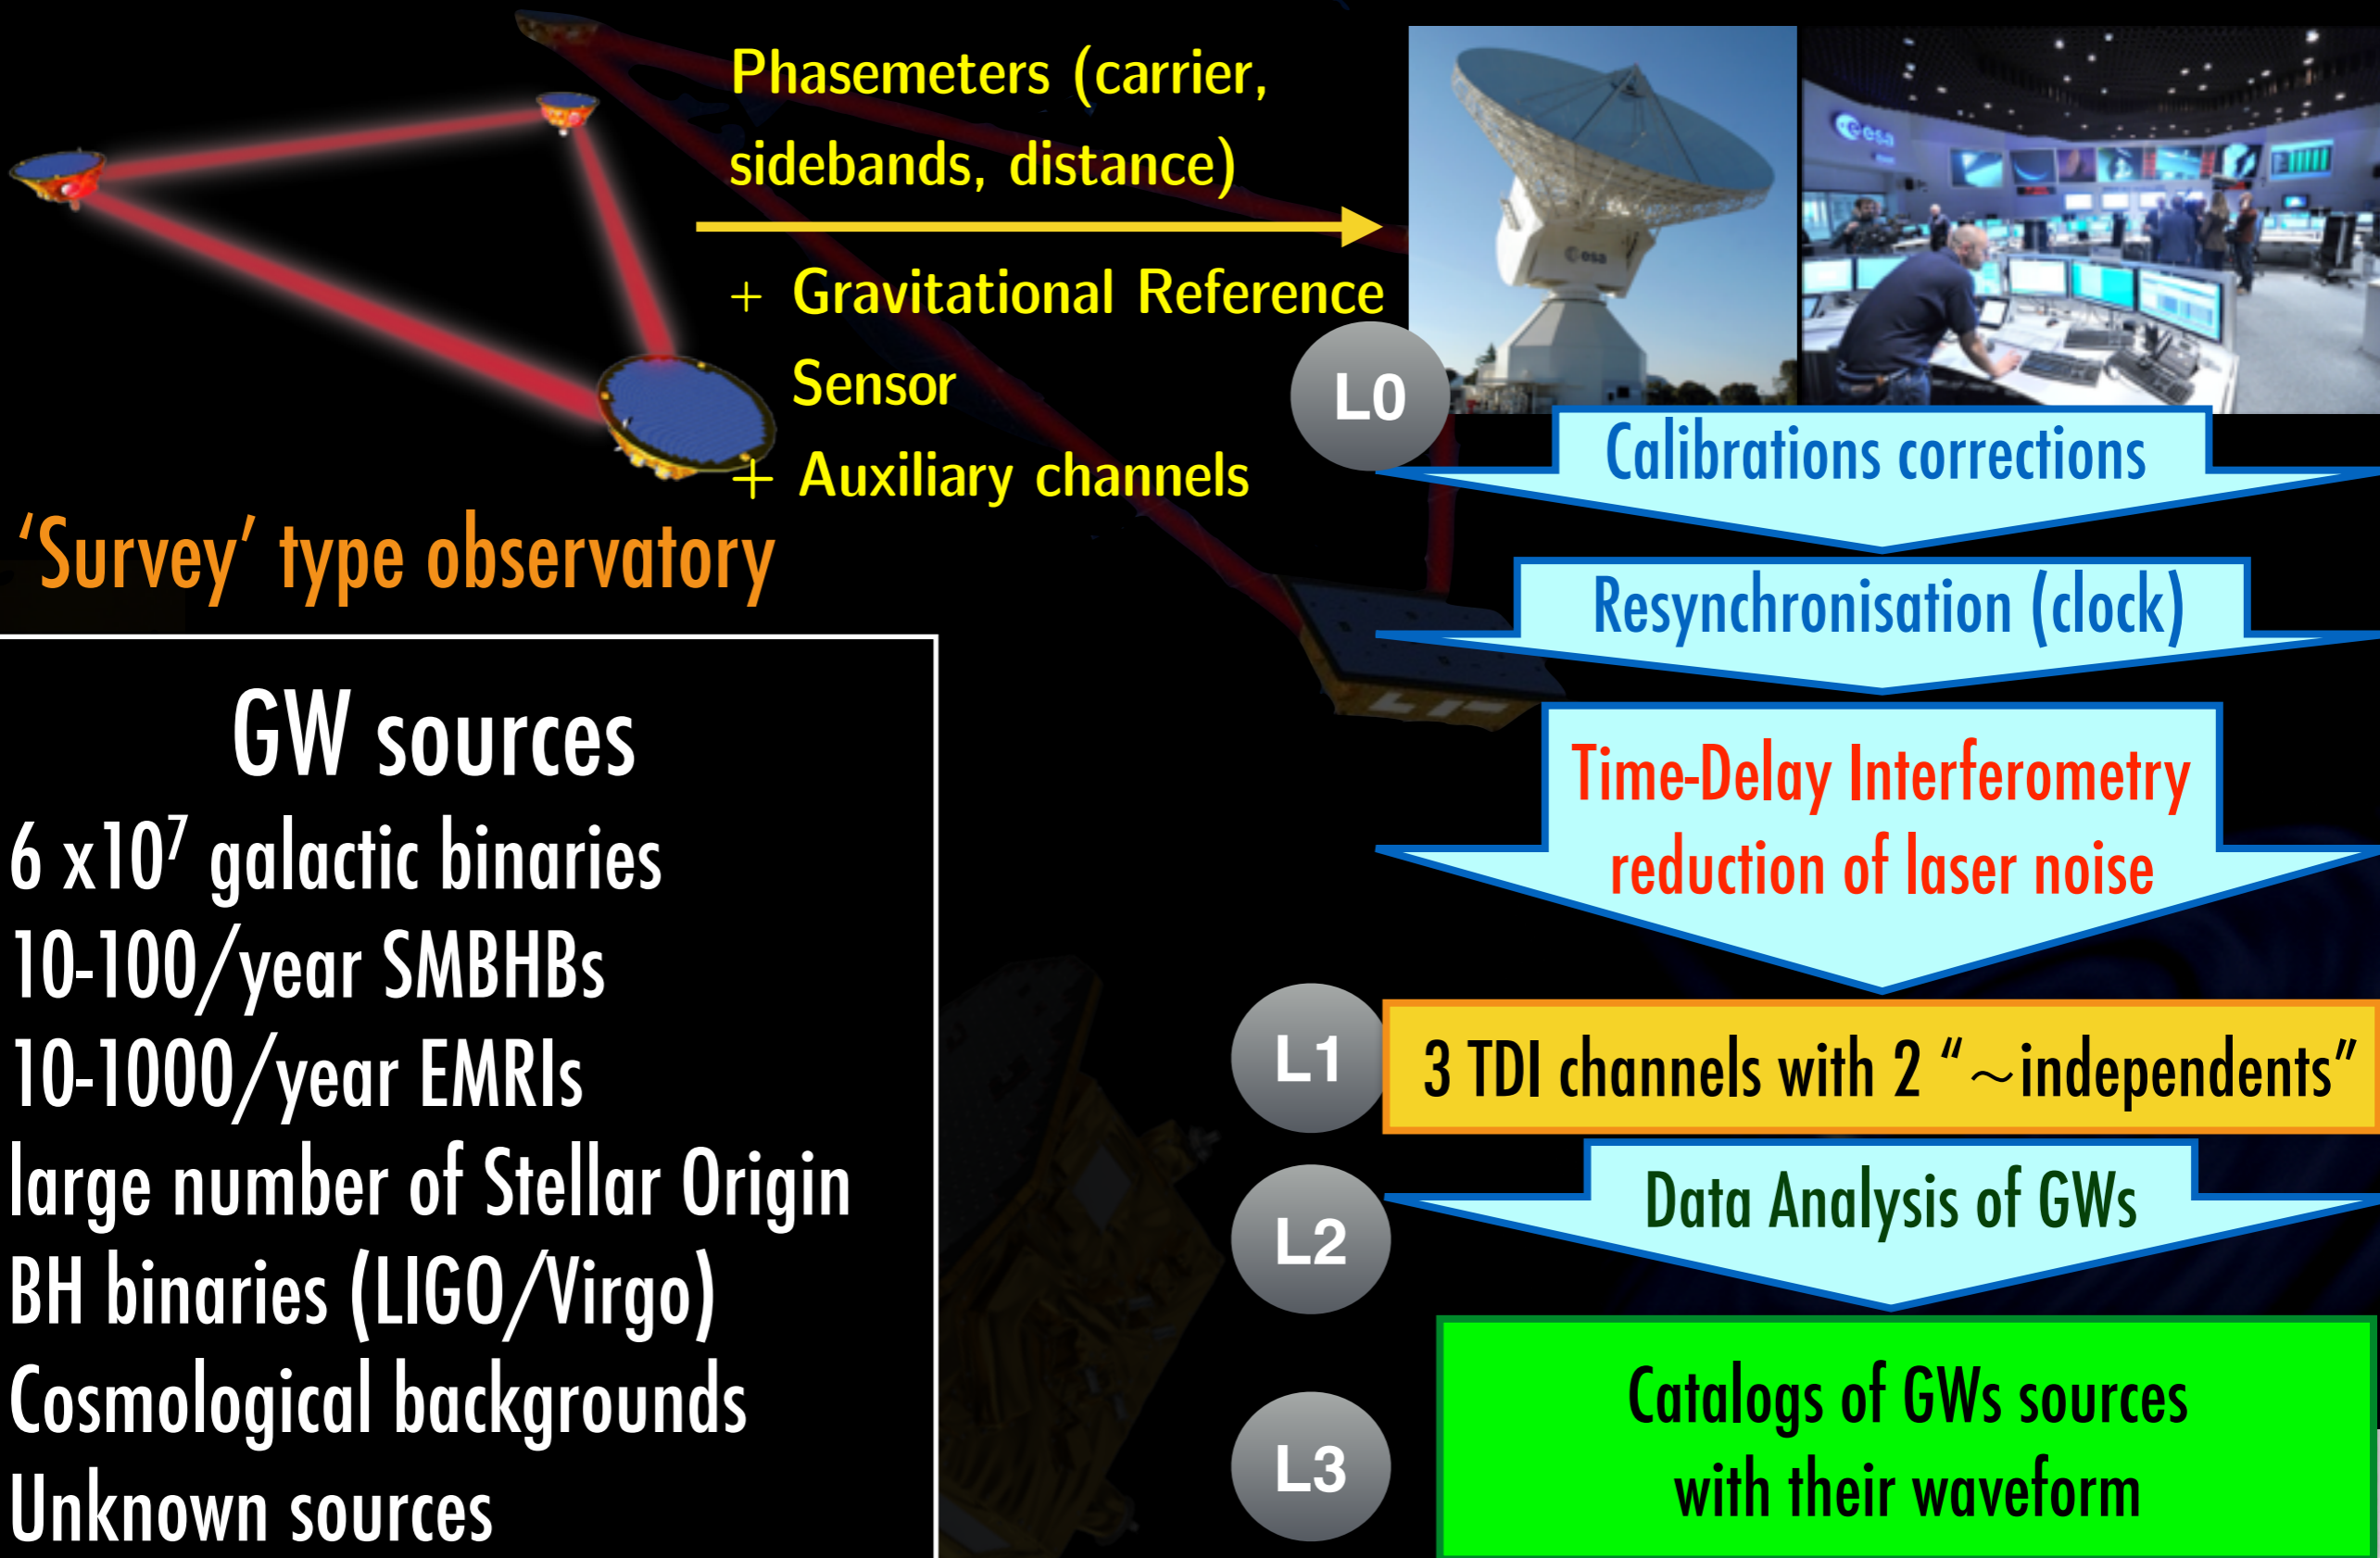 Phasemeters (carrier,
sidebands, distance)
+ Gravitational Reference
Sensor
+ Auxiliary channels
'Survey' type observatory
GW sources
6 x10⁷ galactic binaries
10-100/year SMBHBs
10-1000/year EMRIs
large number of Stellar Origin
BH binaries (LIGO/Virgo)
Cosmological backgrounds
Unknown sources
esa
esa
L0
Calibrations corrections
Resynchronisation (clock)
Time-Delay Interferometry
reduction of laser noise
L1
3 TDI channels with 2 "~independents"
L2
Data Analysis of GWs
L3
Catalogs of GWs sources
with their waveform